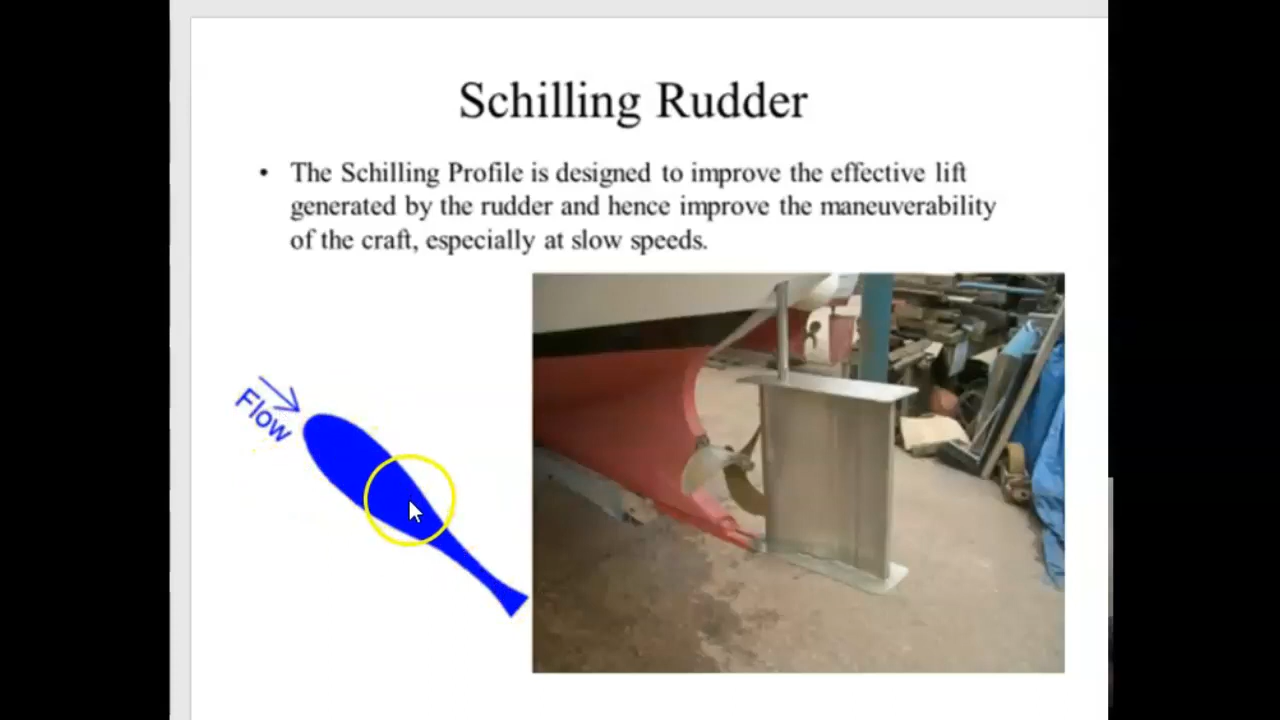 Schilling Rudder
• The Schilling Profile is designed to improve the effective lift
generated by the rudder and hence improve the maneuverability
of the craft, especially at slow speeds.
Flow